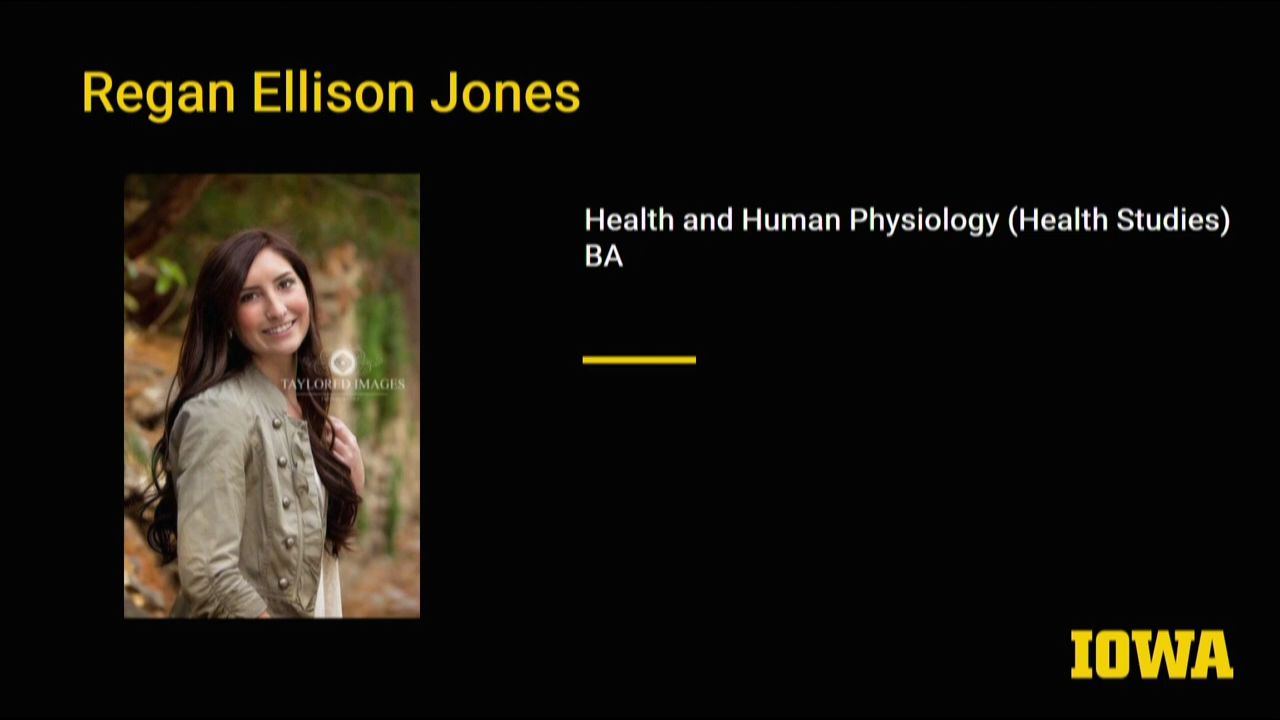 Regan Ellison Jones
Health and Human Physiology (Health Studies)
BA
TAYLORED IMAGES
IOWA